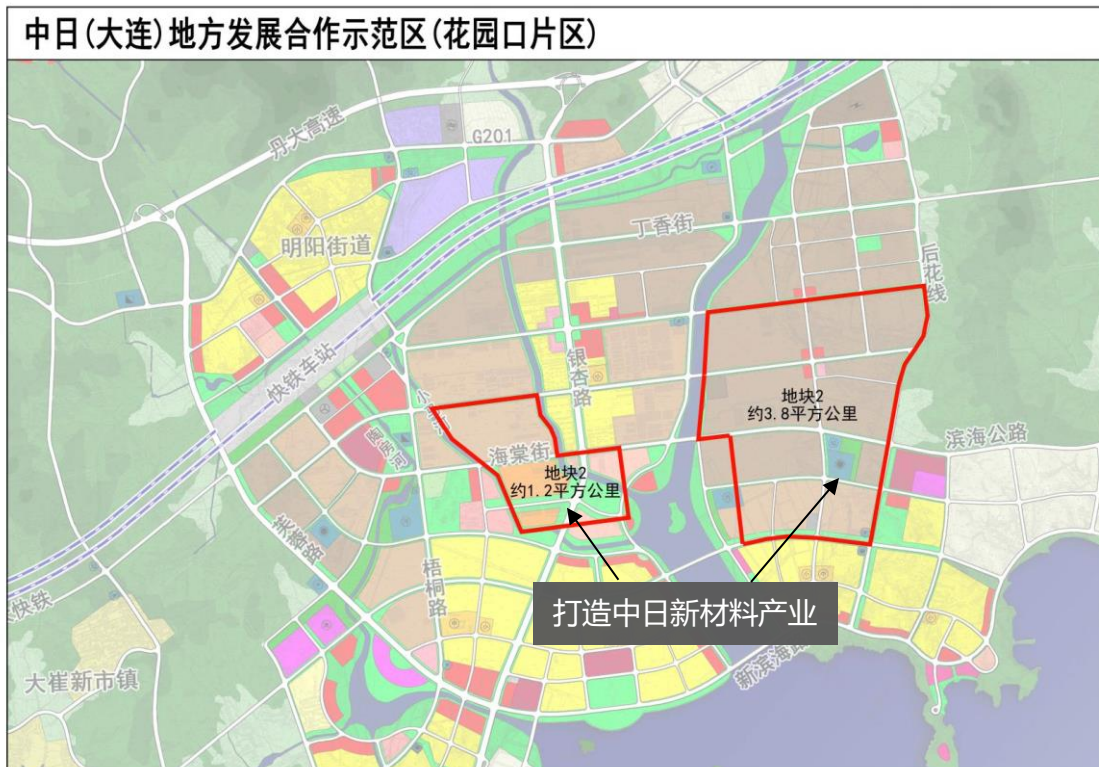 中日(大连)地方发展合作示范区(花园口片区)
丹大高速
G201
丁香街
明阳街道
后花线
快铁车站
银杏路
地块2
约3.8平方公里
海棠街
滨海公路
地块2
约1.2平方公里
芙蓉路
梧桐路
快铁
打造中日新材料产业
大崔新市镇
新滨海路